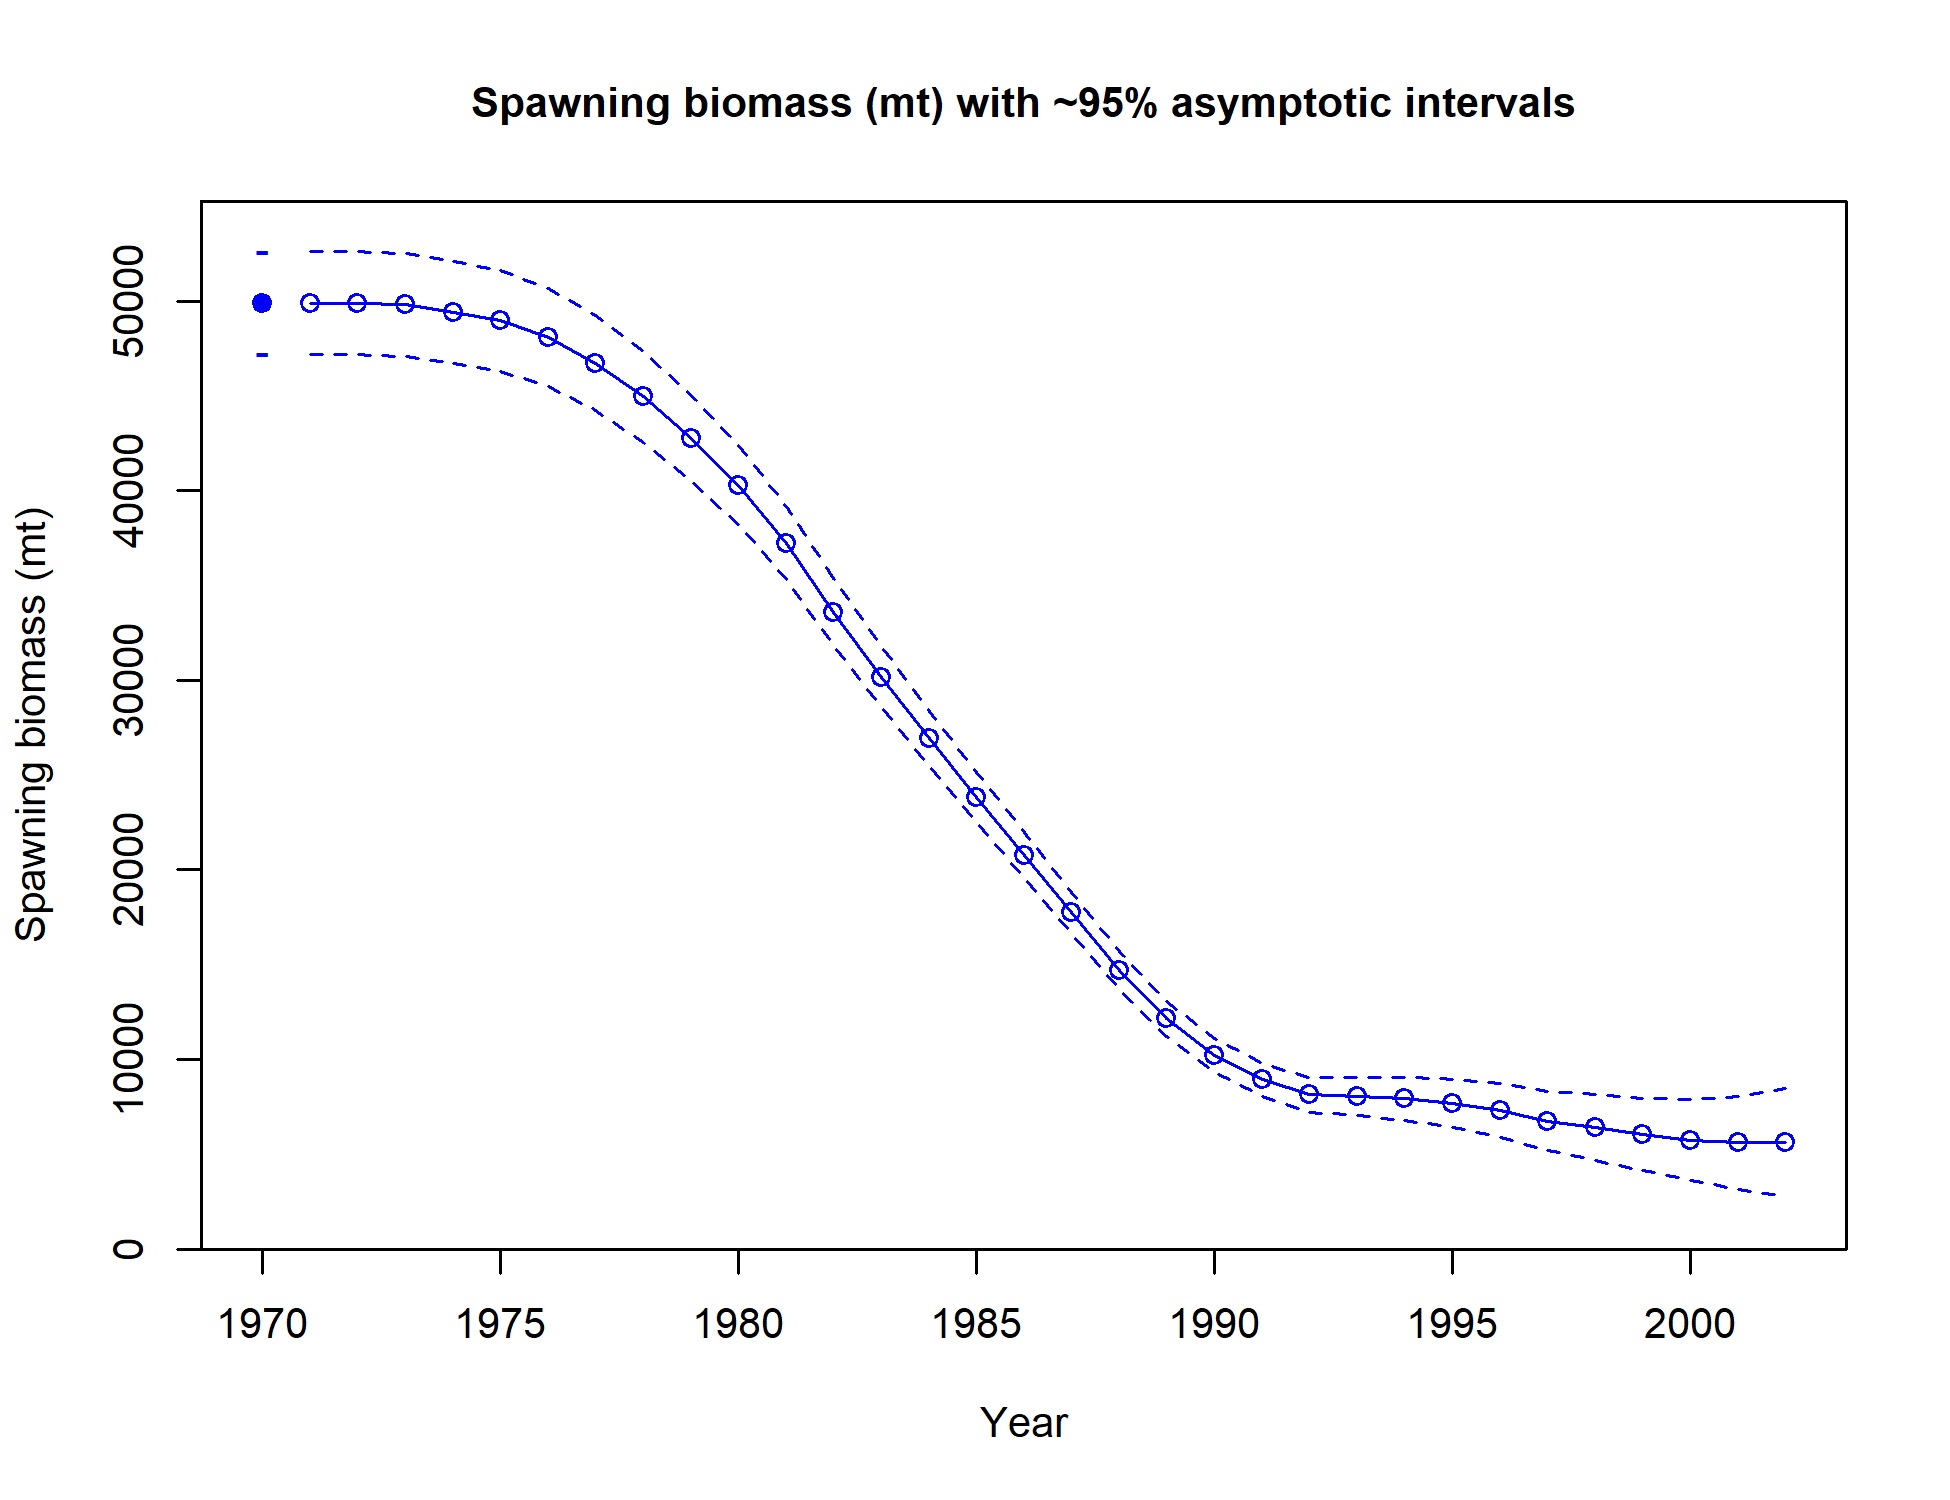 Spawning biomass (mt) with ~95% asymptotic intervals
Spawning biomass (mt)
50000
40000
30000
20000
10000
0
1970 1975 1980 1985 1990 1995 2000
Year